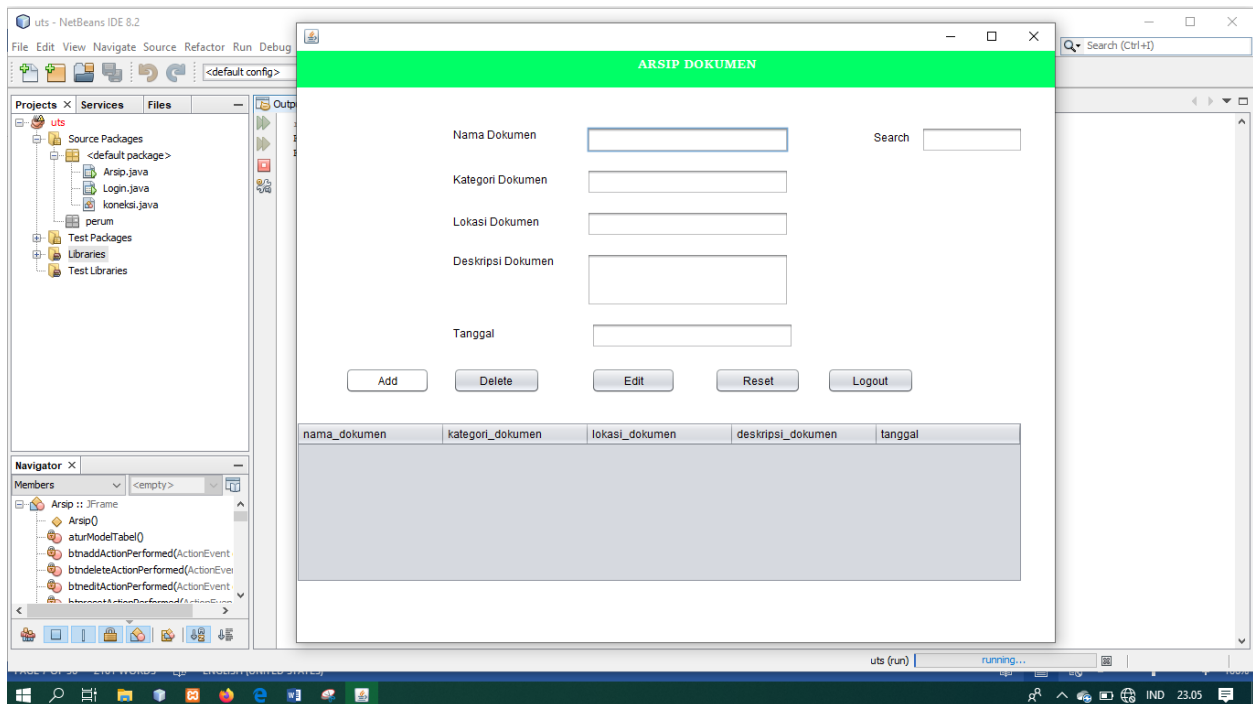 uts - NetBeans IDE 8.2
File Edit View Navigate Source Refactor Run Debug
Search (Ctrl+I)
<default config>
ARSIP DOKUMEN
Projects Services Files
Outp
uts
Source Packages
<default package>
Arsip.java
Login.java
koneksi.java
perum
Test Packages
Libraries
Test Libraries
Nama Dokumen
Search
Kategori Dokumen
Lokasi Dokumen
Deskripsi Dokumen
Tanggal
Add Delete Edit Reset Logout
nama_dokumen kategori_dokumen lokasi_dokumen deskripsi_dokumen tanggal
Navigator
Members <empty>
Arsip :: JFrame
Arsip()
aturModelTabel()
btnaddActionPerformed(ActionEvent
btndeleteActionPerformed(ActionEve
btneditActionPerformed(ActionEvent
uts (run) running...
IND 23.05